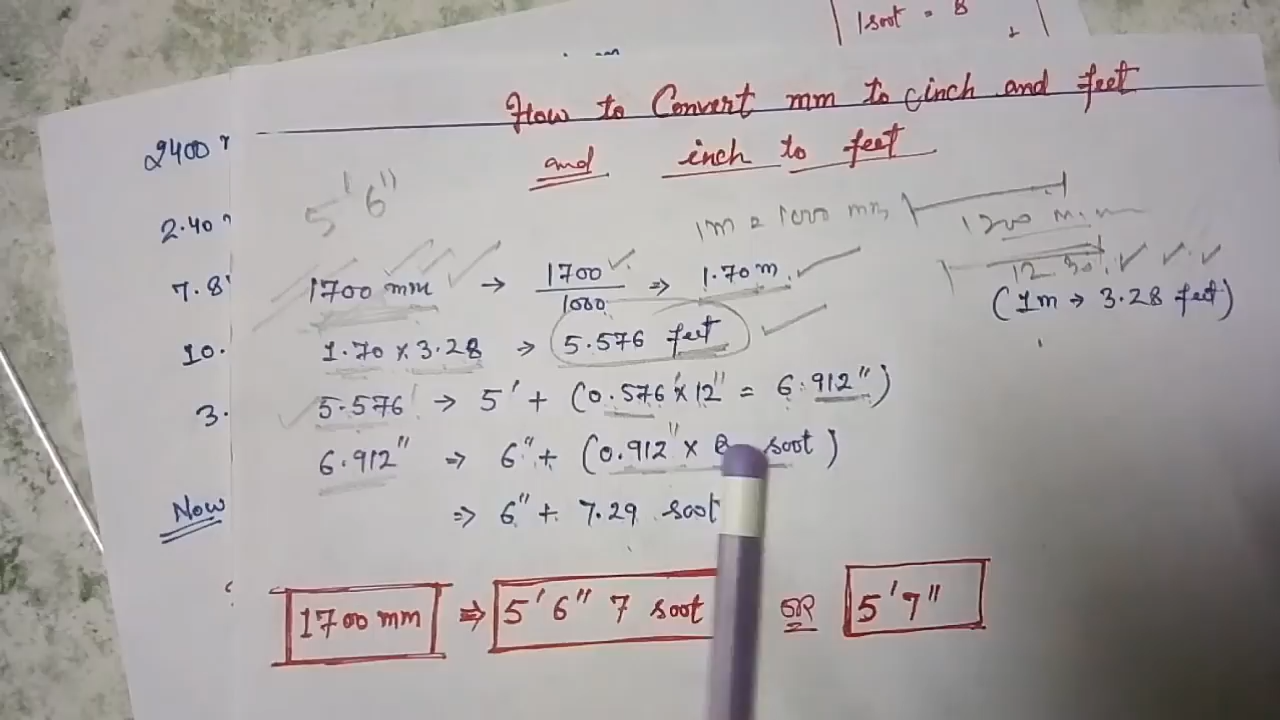 1 soot = 8
How to Convert mm to inch and feet
and inch to feet
2400
5' 6"
1m = 1000 mm
1200 m.m
2.40
1700 mm → 1700/1000 ⇒ 1.70 m.
12 30
(1m → 3.28 feet)
7.8
1.70 × 3.28 → 5.576 feet
10.
5.576' → 5' + (0.576' × 12" = 6.912")
3.
6.912" ⇒ 6" + (0.912" × 8 soot)
Now
⇒ 6" + 7.29 soot
1700 mm ⇒ 5' 6" 7 soot OR 5' 7"